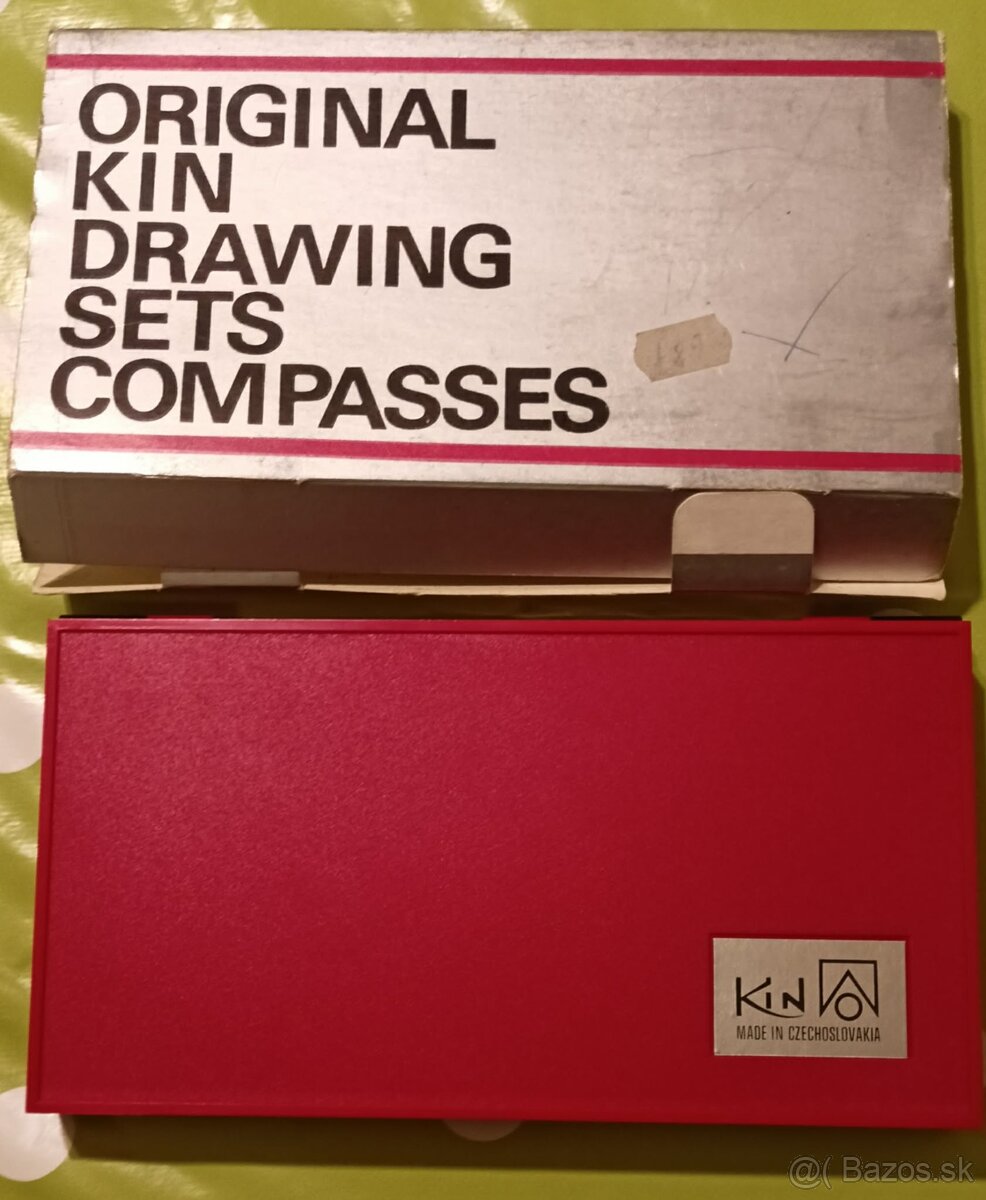 ORIGINAL
KIN
DRAWING
SETS
COMPASSES
KIN
MADE IN CZECHOSLOVAKIA
@( Bazos.sk